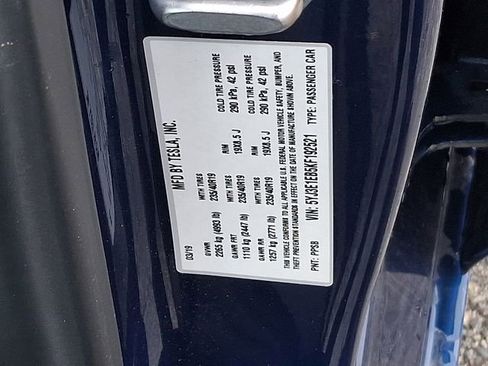 MFD BY TESLA, INC.
03/19
GVWR
2265 kg (4993 lb)
WITH TIRES
235/40R19
RIM
19X8.5 J
COLD TIRE PRESSURE
290 kPa, 42 psi
GAWR FRT
1110 kg (2447 lb)
WITH TIRES
235/40R19
RIM
19X8.5 J
COLD TIRE PRESSURE
290 kPa, 42 psi
GAWR RR
1257 kg (2771 lb)
WITH TIRES
235/40R19
THIS VEHICLE CONFORMS TO ALL APPLICABLE U.S. FEDERAL MOTOR VEHICLE SAFETY, BUMPER, AND
THEFT PREVENTION STANDARDS IN EFFECT ON THE DATE OF MANUFACTURE SHOWN ABOVE.
VIN: 5YJ3E1EB5KF192621
TYPE: PASSENGER CAR
PNT: PPSB